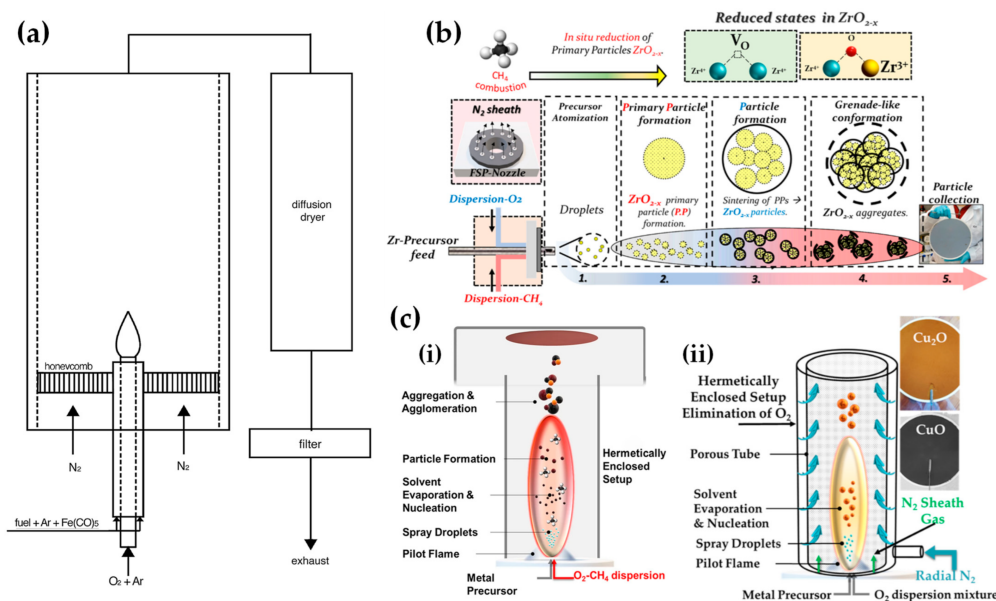 (a)
honevcomb
N₂
N₂
fuel + Ar + Fe(CO)₅
O₂ + Ar
diffusion
dryer
filter
exhaust
(b)
CH₄
combustion
In situ reduction of
Primary Particles ZrO₂₋ₓ.
Reduced states in ZrO₂₋ₓ
V_O
Zr⁴⁺
Zr⁴⁺
O
Zr⁴⁺
Zr³⁺
N₂ sheath
FSP-Nozzle
Precursor
Atomization
Droplets
Primary Particle
formation
ZrO₂₋ₓ primary
particle (P.P)
formation.
Particle
formation
Sintering of PPs →
ZrO₂₋ₓ particles.
Grenade-like
conformation
ZrO₂₋ₓ aggregates.
Particle
collection
Dispersion-O2
Zr-Precursor
feed
Dispersion-CH₄
1.
2.
3.
4.
5.
(c)
(i)
Aggregation &
Agglomeration
Particle Formation
Solvent
Evaporation &
Nucleation
Spray Droplets
Pilot Flame
Metal
Precursor
O₂-CH₄ dispersion
Hermetically
Enclosed
Setup
(ii)
Hermetically
Enclosed Setup
Elimination of O₂
Porous Tube
Solvent
Evaporation
& Nucleation
Spray Droplets
Pilot Flame
Metal Precursor
O₂ dispersion mixture
Cu₂O
CuO
N₂ Sheath
Gas
Radial N₂